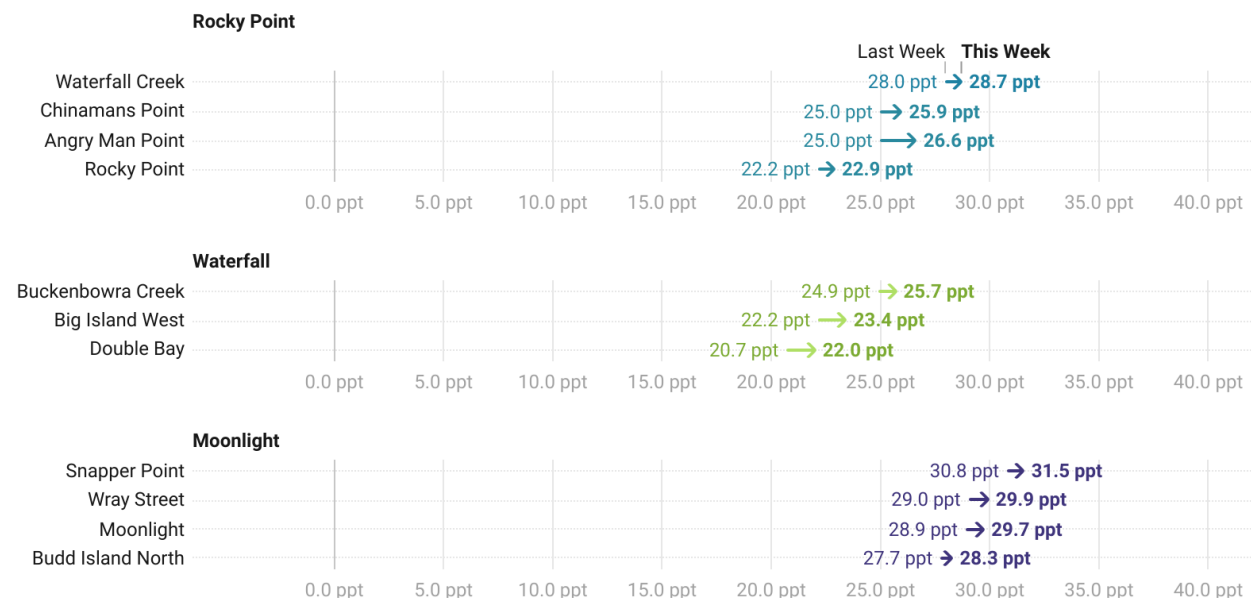 Rocky Point
Last Week This Week
Waterfall Creek 28.0 ppt 28.7 ppt
Chinamans Point 25.0 ppt 25.9 ppt
Angry Man Point 25.0 ppt 26.6 ppt
Rocky Point 22.2 ppt 22.9 ppt
0.0 ppt 5.0 ppt 10.0 ppt 15.0 ppt 20.0 ppt 25.0 ppt 30.0 ppt 35.0 ppt 40.0 ppt
Waterfall
Buckenbowra Creek 24.9 ppt 25.7 ppt
Big Island West 22.2 ppt 23.4 ppt
Double Bay 20.7 ppt 22.0 ppt
0.0 ppt 5.0 ppt 10.0 ppt 15.0 ppt 20.0 ppt 25.0 ppt 30.0 ppt 35.0 ppt 40.0 ppt
Moonlight
Snapper Point 30.8 ppt 31.5 ppt
Wray Street 29.0 ppt 29.9 ppt
Moonlight 28.9 ppt 29.7 ppt
Budd Island North 27.7 ppt 28.3 ppt
0.0 ppt 5.0 ppt 10.0 ppt 15.0 ppt 20.0 ppt 25.0 ppt 30.0 ppt 35.0 ppt 40.0 ppt